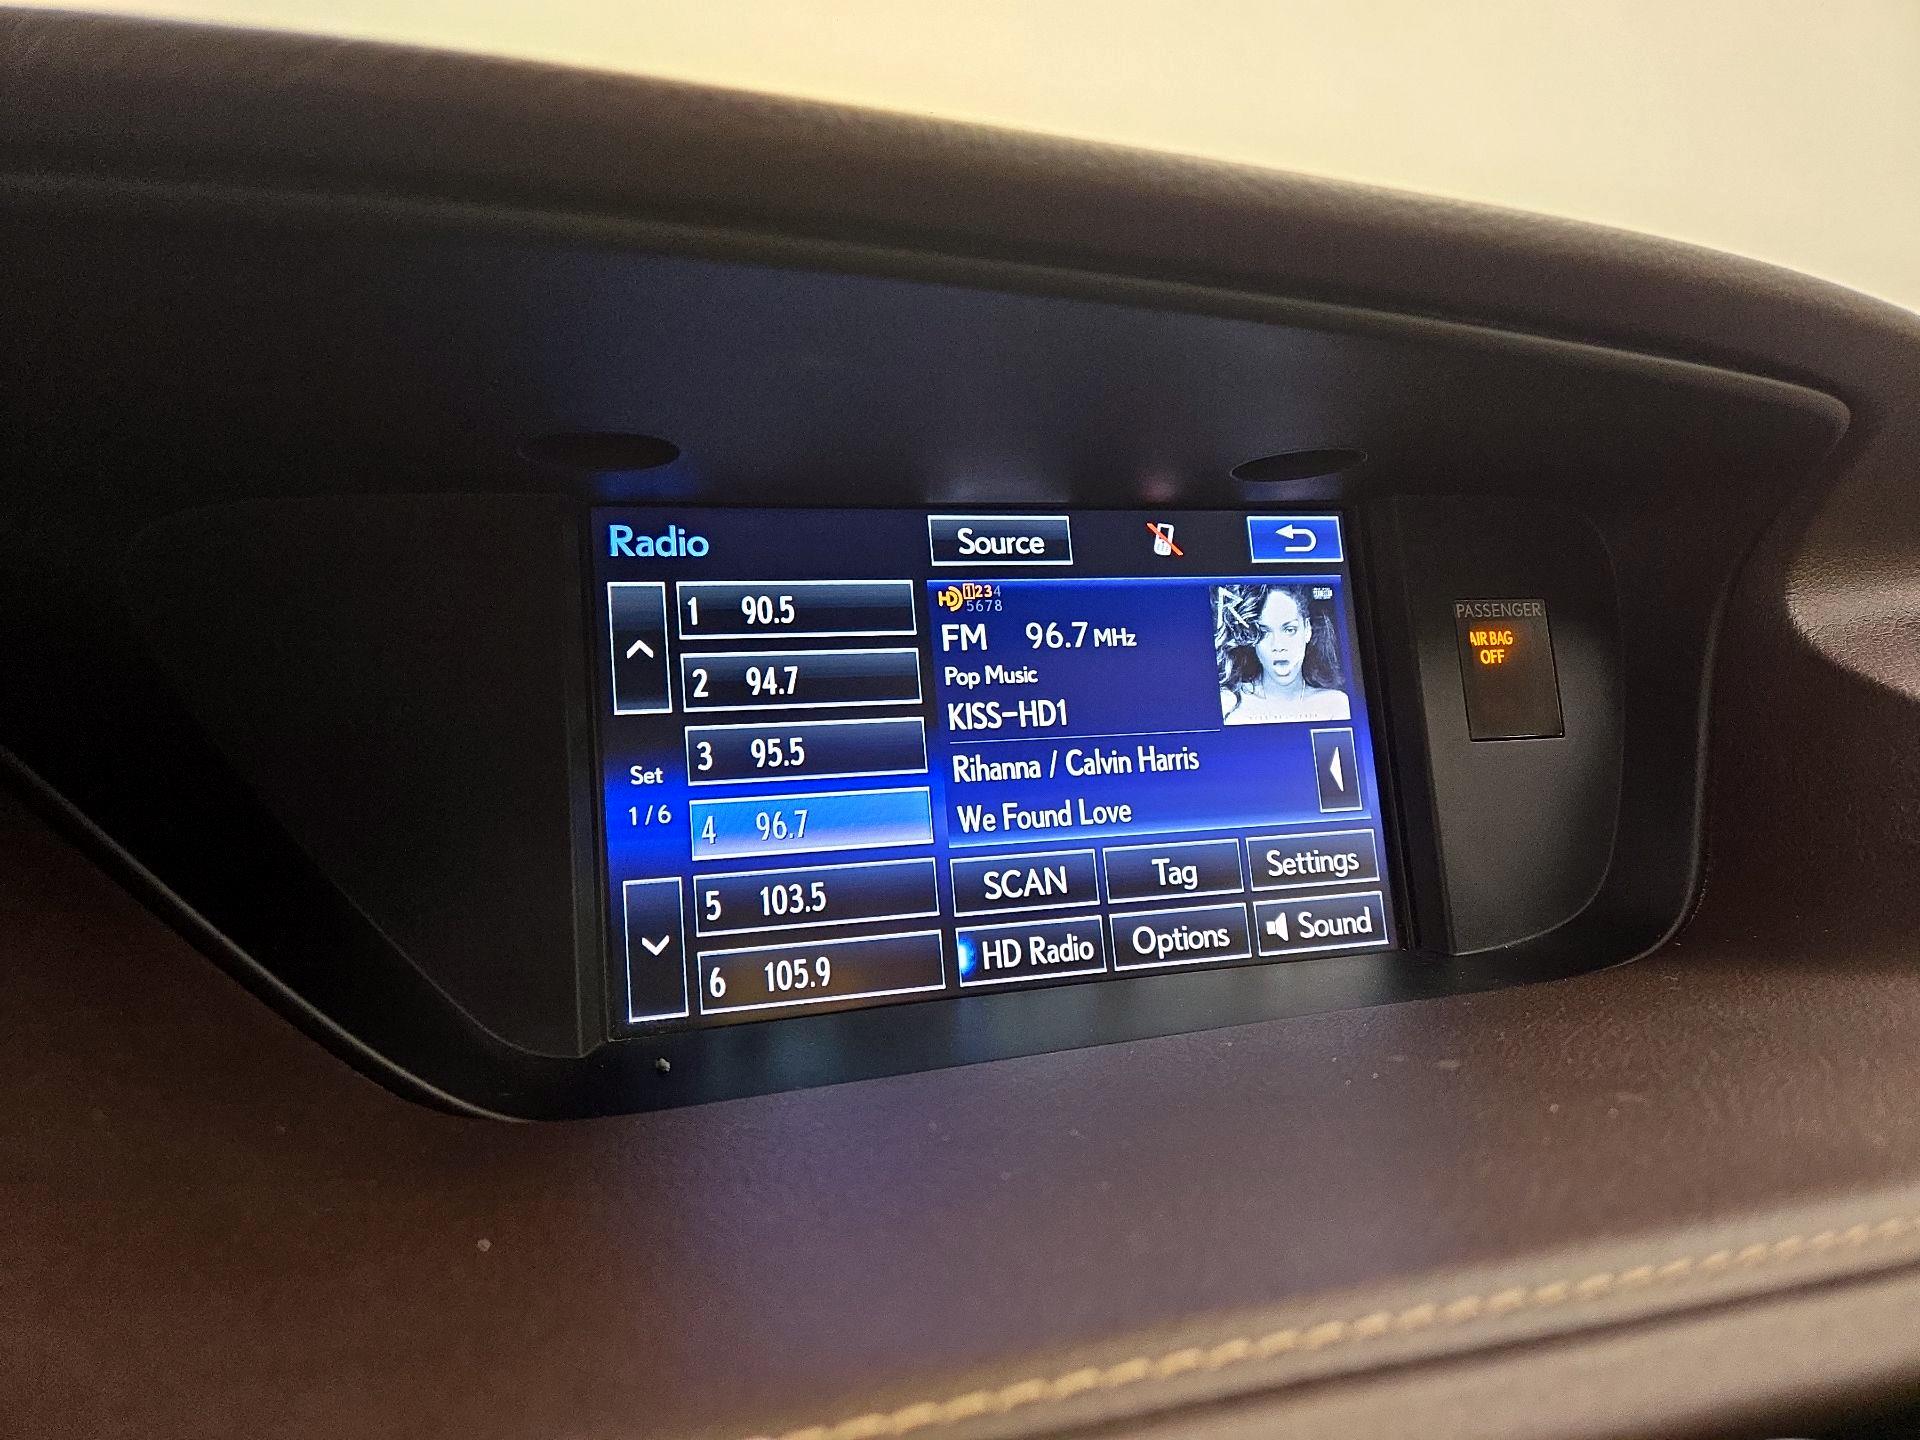 Radio
Source
1 90.5
2 94.7
3 95.5
Set
1 / 6
4 96.7
5 103.5
6 105.9
HD 1234
5678
FM 96.7 MHz
Pop Music
KISS-HD1
Rihanna / Calvin Harris
We Found Love
SCAN
Tag
Settings
HD Radio
Options
Sound
PASSENGER
AIR BAG
OFF